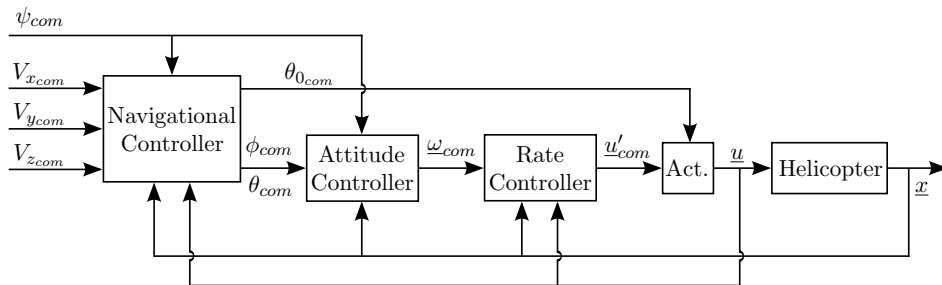 ψ_com
V_x_com
V_y_com
V_z_com
Navigational
Controller
θ_0_com
ϕ_com
θ_com
Attitude
Controller
ω_com
Rate
Controller
u′_com
Act.
u
Helicopter
x